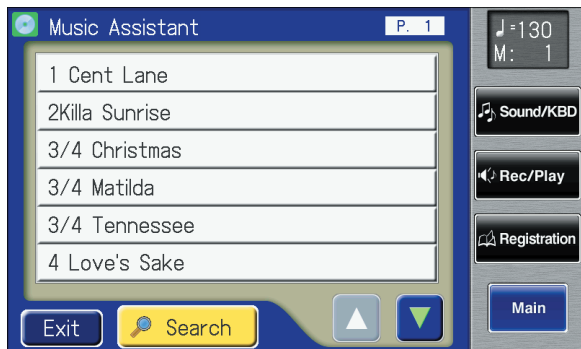 Music Assistant
P. 1
1 Cent Lane
2Killa Sunrise
3/4 Christmas
3/4 Matilda
3/4 Tennessee
4 Love's Sake
Exit
Search
♩=130
M: 1
Sound/KBD
Rec/Play
Registration
Main